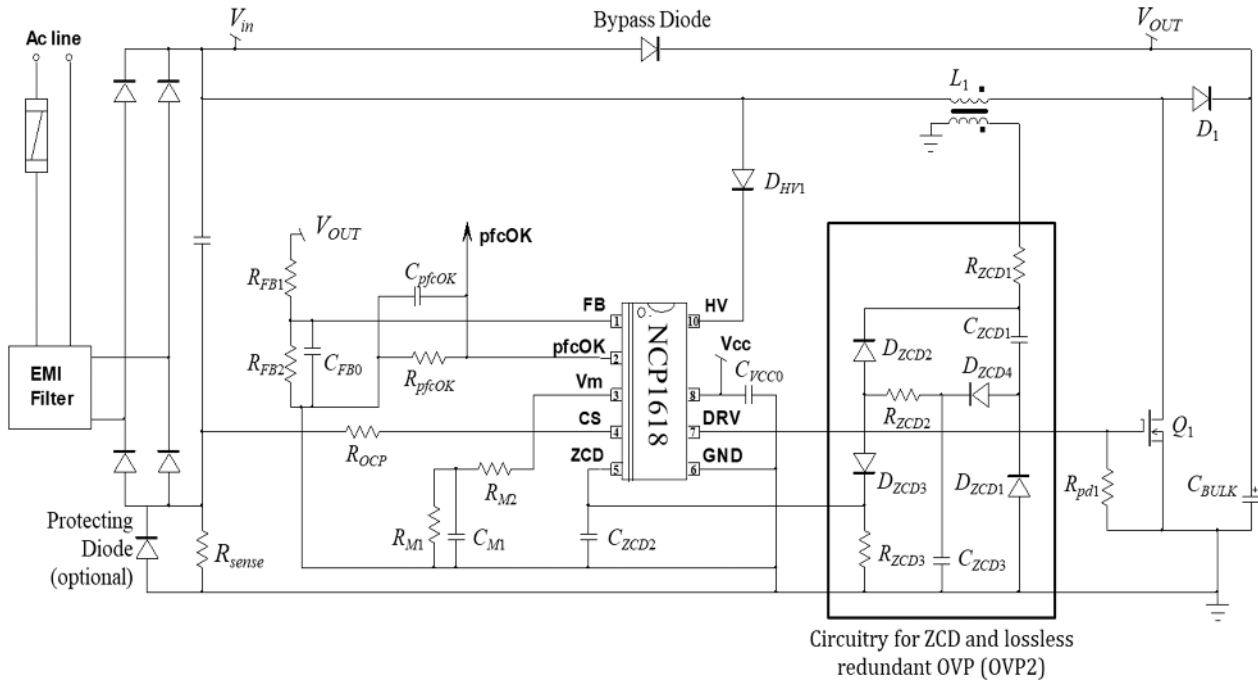 V_in
Bypass Diode
V_OUT
Ac line
L_1
D_1
D_HV1
V_OUT
pfcOK
R_FB1
C_pfcOK
R_ZCD1
FB
HV
1
10
NCP1618
C_ZCD1
R_FB2
C_FB0
pfcOK
2
Vcc
C_VCC0
D_ZCD2
D_ZCD4
R_pfcOK
EMI
Filter
Vm
3
8
R_ZCD2
CS
4
DRV
7
Q_1
R_OCP
ZCD
5
GND
6
R_M2
D_ZCD3
D_ZCD1
R_pd1
C_BULK
+
Protecting
Diode
(optional)
R_sense
R_M1
C_M1
C_ZCD2
R_ZCD3
C_ZCD3
Circuitry for ZCD and lossless
redundant OVP (OVP2)